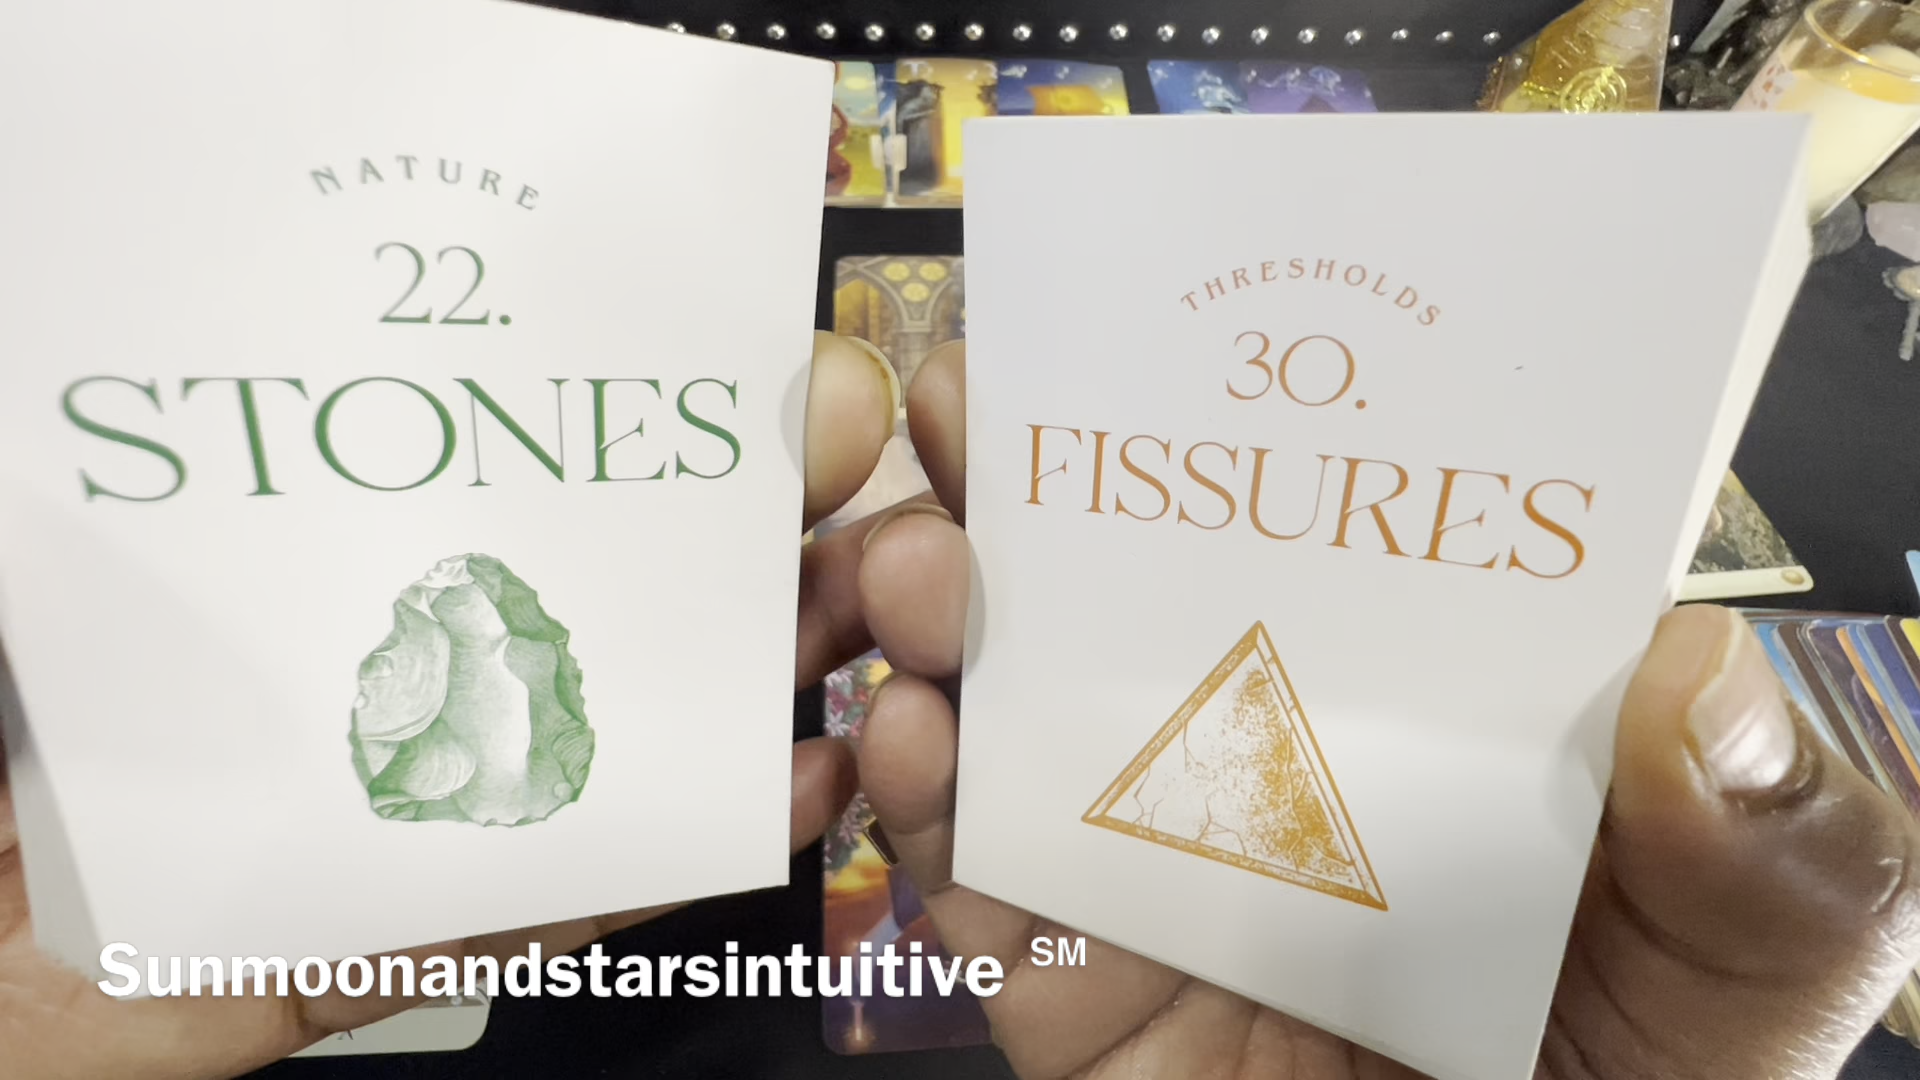 NATURE
22.
STONES
THRESHOLDS
30.
FISSURES
Sunmoonandstarsintuitive SM